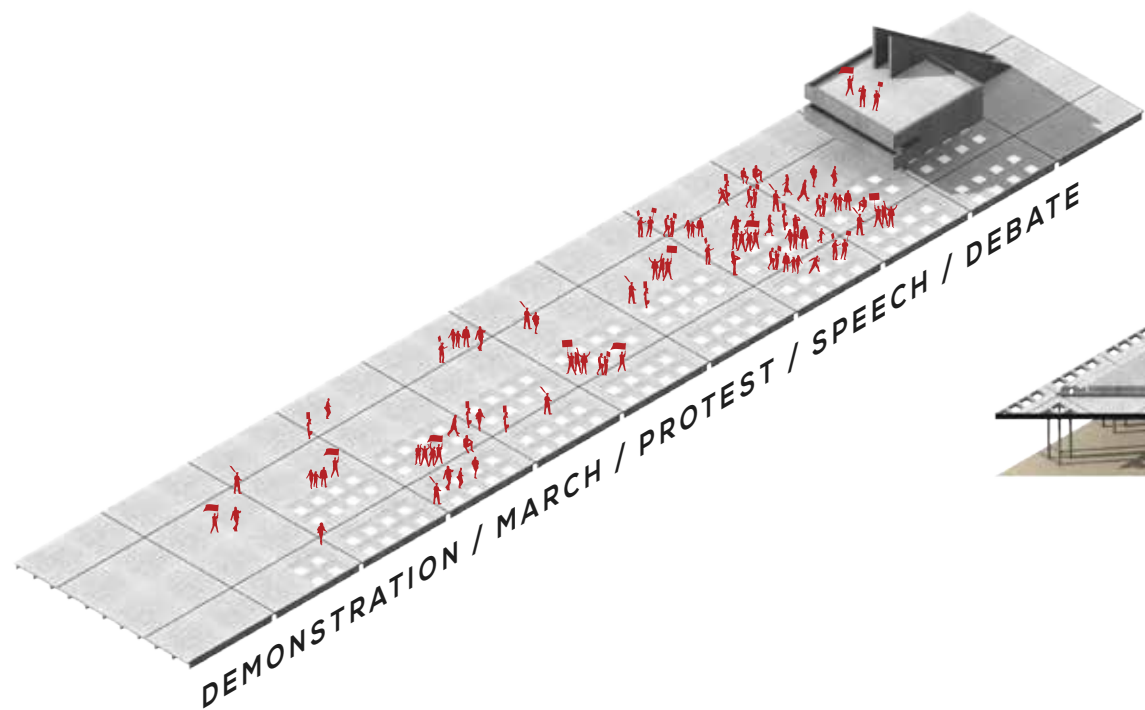 DEMONSTRATION / MARCH / PROTEST / SPEECH / DEBATE